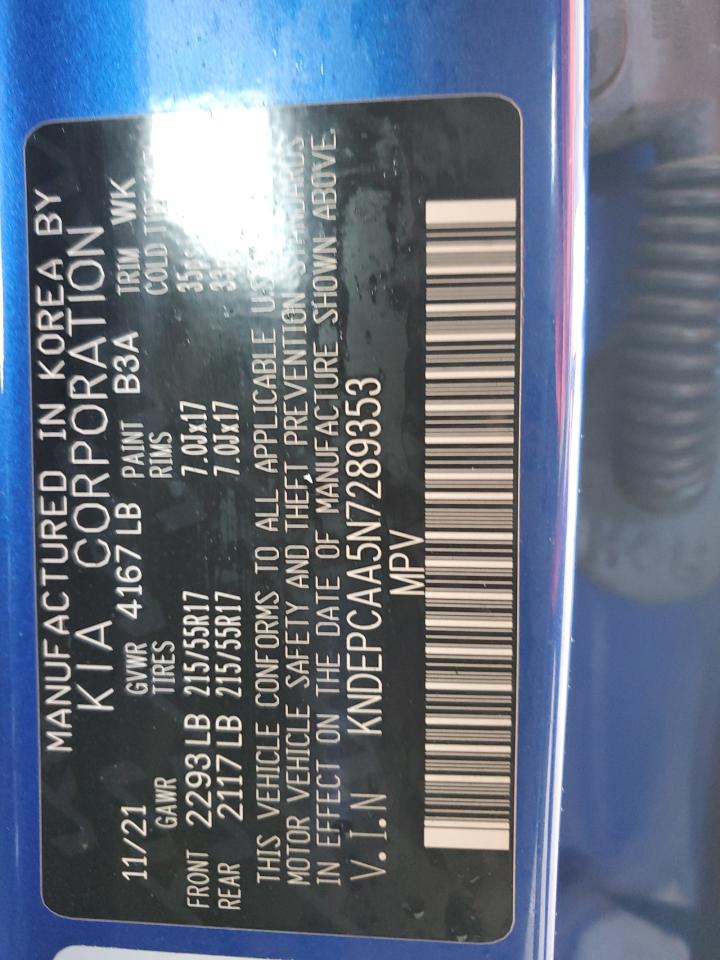 MANUFACTURED IN KOREA BY
KIA CORPORATION
11/21 GVWR 4167 LB PAINT B3A TRIM WK
GAWR TIRES RIMS COLD
FRONT 2293 LB 215/55R17 7.0Jx17
REAR 2117 LB 215/55R17 7.0Jx17
THIS VEHICLE CONFORMS TO ALL APPLICABLE
MOTOR VEHICLE SAFETY AND THEFT PREVENTION STANDARDS
IN EFFECT ON THE DATE OF MANUFACTURE SHOWN ABOVE.
V.I.N KNDEPCAA5N7289353
MPV